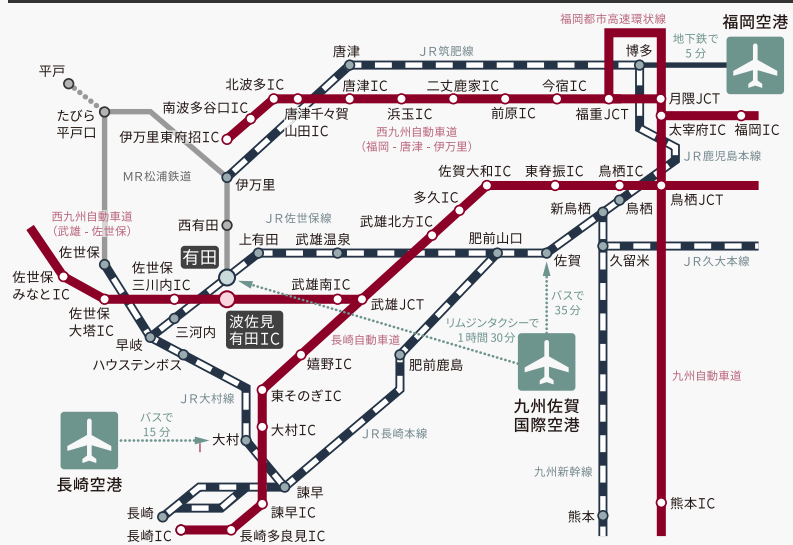 福岡都市高速環状線
福岡空港
地下鉄で
5分
唐津
JR筑肥線
博多
平戸
北波多IC
唐津IC
二丈鹿家IC
今宿IC
月隈JCT
たびら
平戸口
南波多谷口IC
唐津千々賀
山田IC
浜玉IC
前原IC
福重JCT
伊万里東府招IC
西九州自動車道
(福岡 - 唐津 - 伊万里)
太宰府IC
福岡IC
JR鹿児島本線
MR松浦鉄道
伊万里
佐賀大和IC
東脊振IC
鳥栖IC
多久IC
鳥栖JCT
新鳥栖
鳥栖
西九州自動車道
(武雄 - 佐世保)
西有田
JR佐世保線
武雄北方IC
佐世保
有田
上有田
武雄温泉
肥前山口
佐賀
久留米
JR久大本線
佐世保
みなとIC
佐世保
三川内IC
武雄南IC
武雄JCT
バスで
35分
佐世保
大塔IC
波佐見
有田IC
三河内
早岐
リムジンタクシーで
1時間30分
長崎自動車道
ハウステンボス
嬉野IC
肥前鹿島
九州自動車道
JR大村線
東そのぎIC
九州佐賀
国際空港
バスで
15分
大村
大村IC
JR長崎本線
長崎空港
九州新幹線
諫早
諫早IC
長崎
長崎IC
長崎多良見IC
熊本
熊本IC